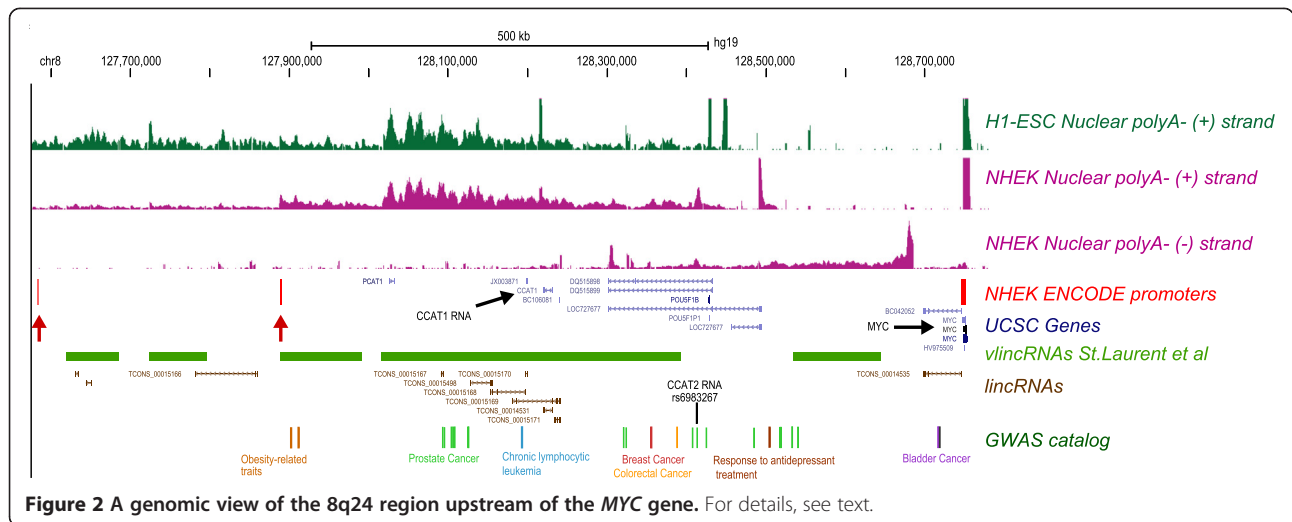 500 kb hg19
chr8 127,700,000 127,900,000 128,100,000 128,300,000 128,500,000 128,700,000
H1-ESC Nuclear polyA- (+) strand
NHEK Nuclear polyA- (+) strand
NHEK Nuclear polyA- (-) strand
NHEK ENCODE promoters
PCAT1 JX003871 DQ515898
CCAT1 DQ515899
BC106081 POU5F1B
CCAT1 RNA
LOC727677 BC042052
POU5F1P1 MYC
MYC MYC
LOC727677 MYC
HV975509
UCSC Genes
vlincRNAs St.Laurent et al
TCONS_00015166 TCONS_00015167 TCONS_00015170 TCONS_00014535
TCONS_00015498
TCONS_00015168
TCONS_00015169
TCONS_00014531
TCONS_00015171
lincRNAs
CCAT2 RNA
rs6983267
GWAS catalog
Obesity-related
traits
Prostate Cancer
Chronic lymphocytic
leukemia
Breast Cancer
Colorectal Cancer
Response to antidepressant
treatment
Bladder Cancer
Figure 2 A genomic view of the 8q24 region upstream of the MYC gene. For details, see text.